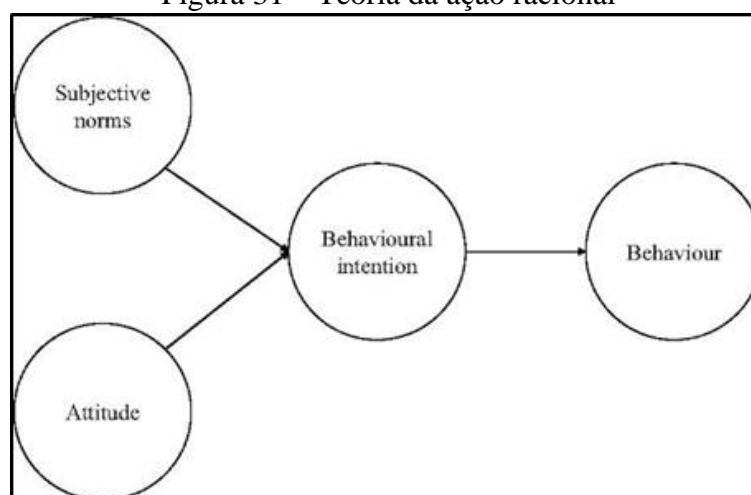 Figura 31 – Teoria da ação racional
Subjective
norms
Behavioural
intention
Behaviour
Attitude